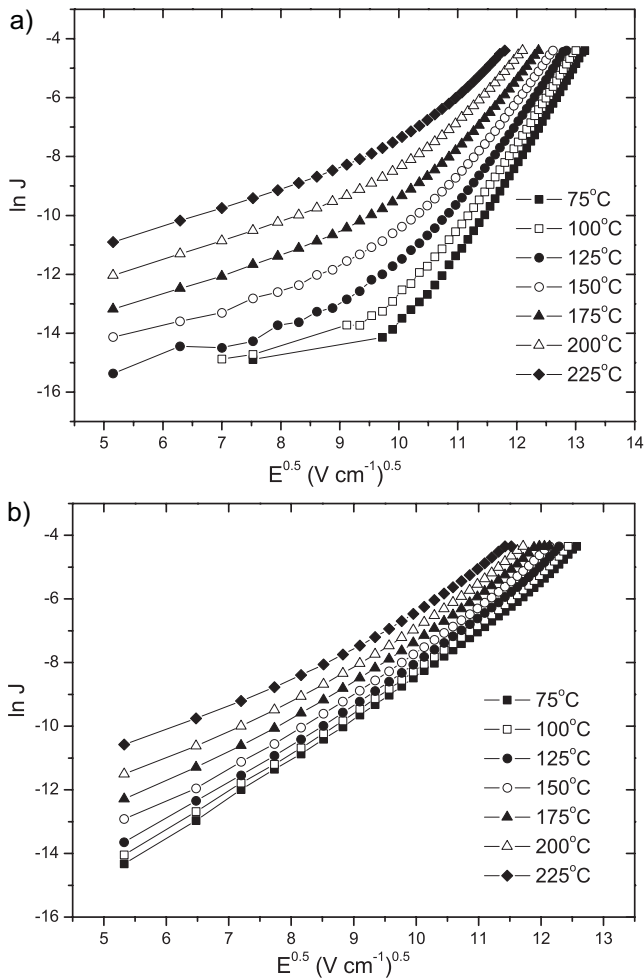 a)
-4
-6
-8
-10
-12
-14
-16
ln J
75°C
100°C
125°C
150°C
175°C
200°C
225°C
5 6 7 8 9 10 11 12 13 14
E^0.5 (V cm^-1)^0.5
b)
-4
-6
-8
-10
-12
-14
-16
ln J
75°C
100°C
125°C
150°C
175°C
200°C
225°C
5 6 7 8 9 10 11 12 13
E^0.5 (V cm^-1)^0.5